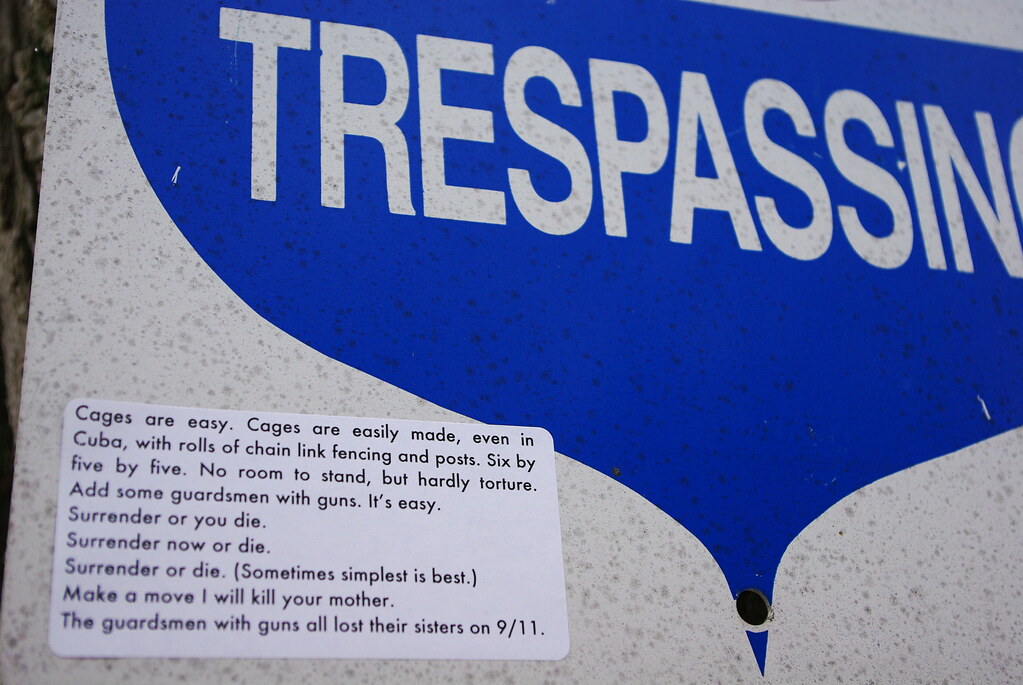 TRESPASSING
Cages are easy. Cages are easily made, even in
Cuba, with rolls of chain link fencing and posts. Six by
five by five. No room to stand, but hardly torture.
Add some guardsmen with guns. It's easy.
Surrender or you die.
Surrender now or die.
Surrender or die. (Sometimes simplest is best.)
Make a move I will kill your mother.
The guardsmen with guns all lost their sisters on 9/11.